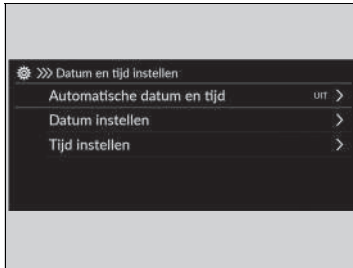 Datum en tijd instellen
Automatische datum en tijd UIT
Datum instellen
Tijd instellen